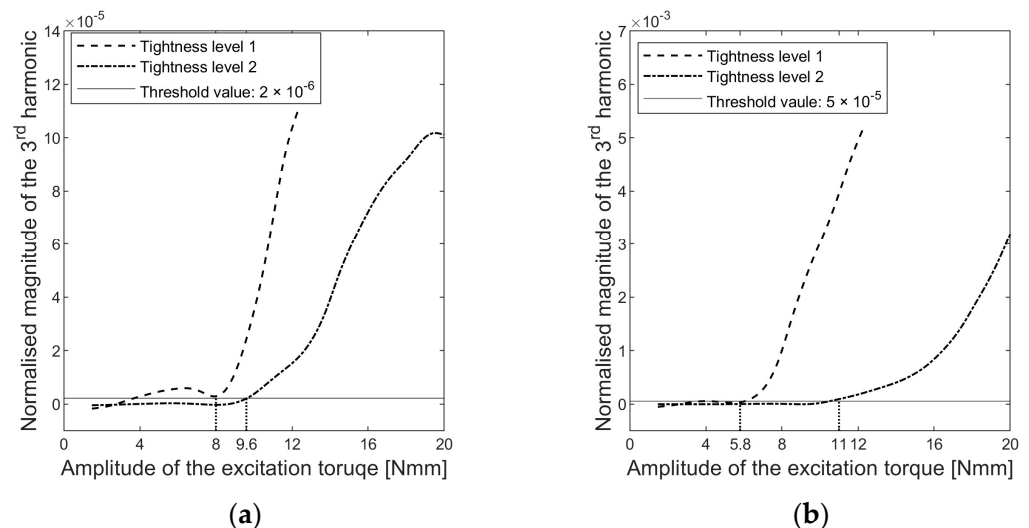 ×10⁻⁵
14
12
10
8
6
4
2
0
Normalised magnitude of the 3ʳᵈ harmonic
Tightness level 1
Tightness level 2
Threshold value: 2 × 10⁻⁶
0 4 8 9.6 12 16 20
Amplitude of the excitation toruqe [Nmm]
(a)
×10⁻³
7
6
5
4
3
2
1
0
Normalised magnitude of the 3ʳᵈ harmonic
Tightness level 1
Tightness level 2
Threshold vaule: 5 × 10⁻⁵
0 4 5.8 8 11 12 16 20
Amplitude of the excitation torque [Nmm]
(b)